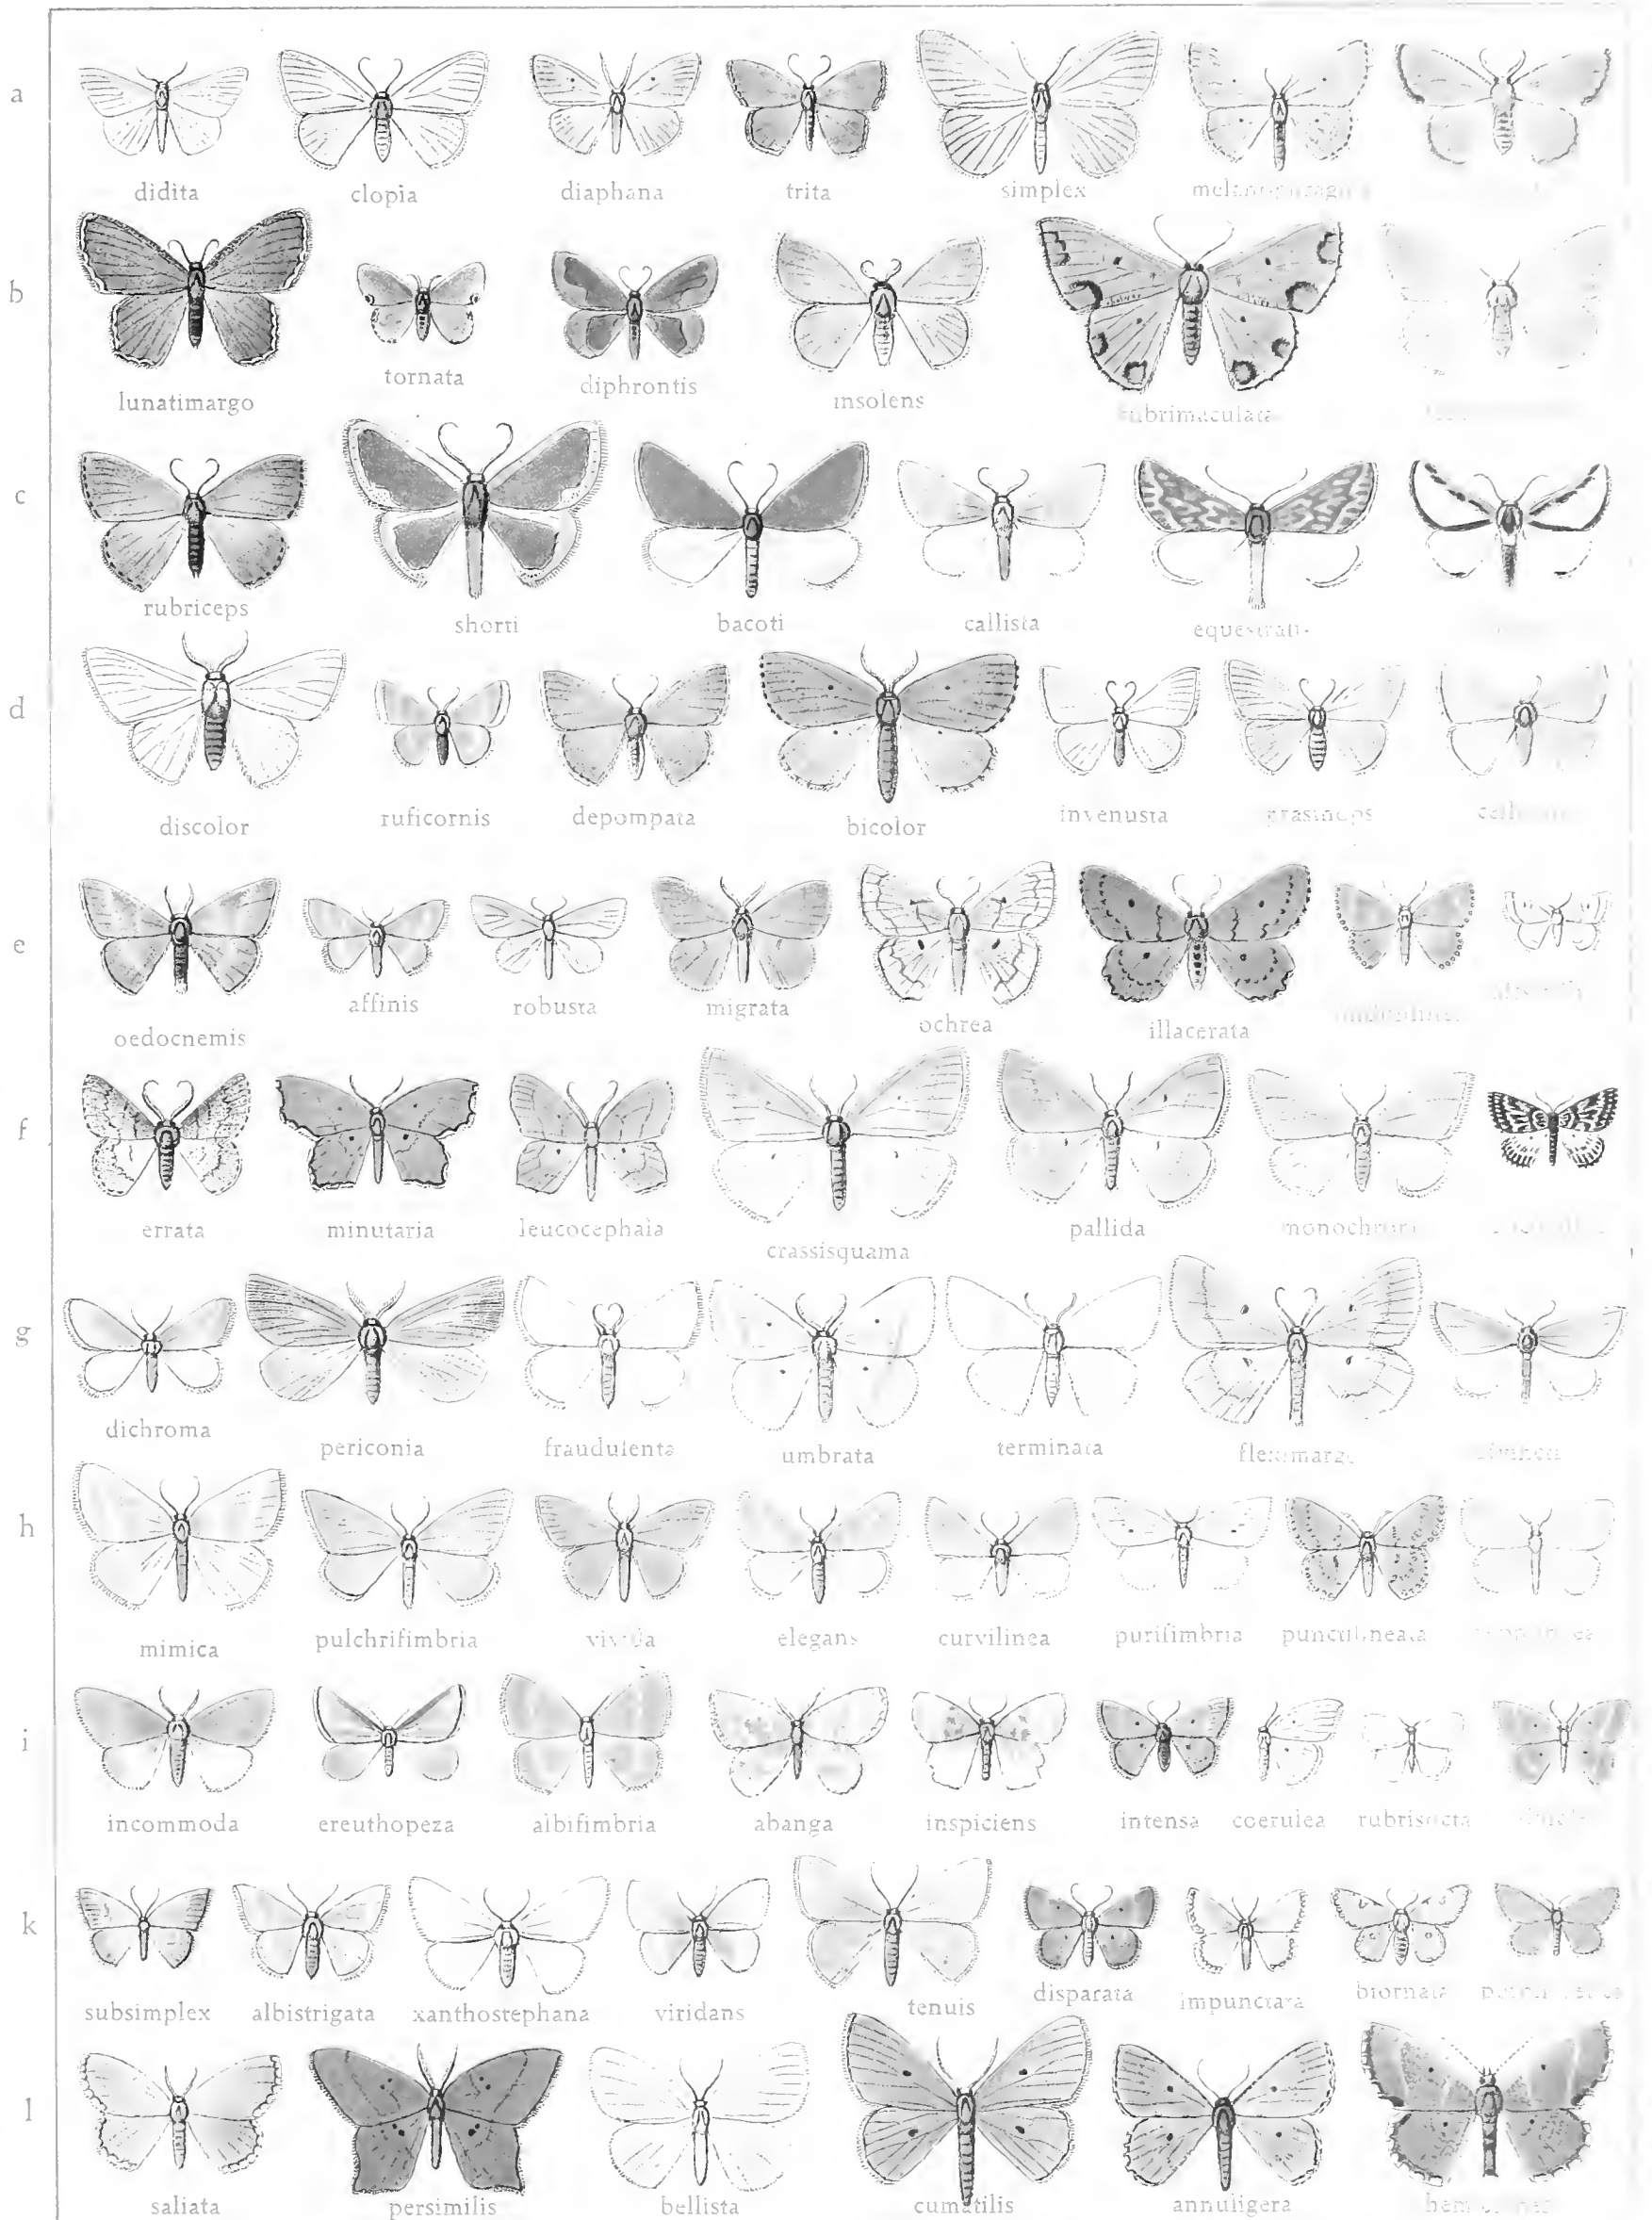 a
didita clopia diaphana trita simplex
b
lunatimargo tornata diphrontis insolens
c
rubriceps shorti bacoti callista
d
discolor ruficornis depompata bicolor invenusta
e
oedocnemis affinis robusta migrata ochrea illacerata
f
errata minutaria leucocephala crassisquama pallida
g
dichroma periconia fraudulenta umbrata terminata
h
mimica pulchrifimbria elegans curvilinea purifimbria
i
incommoda ereuthopeza albifimbria abanga inspiciens intensa coerulea
k
subsimplex albistrigata xanthostephana viridans tenuis disparata impunctata biornata
l
saliata persimilis bellista cumatilis annuligera